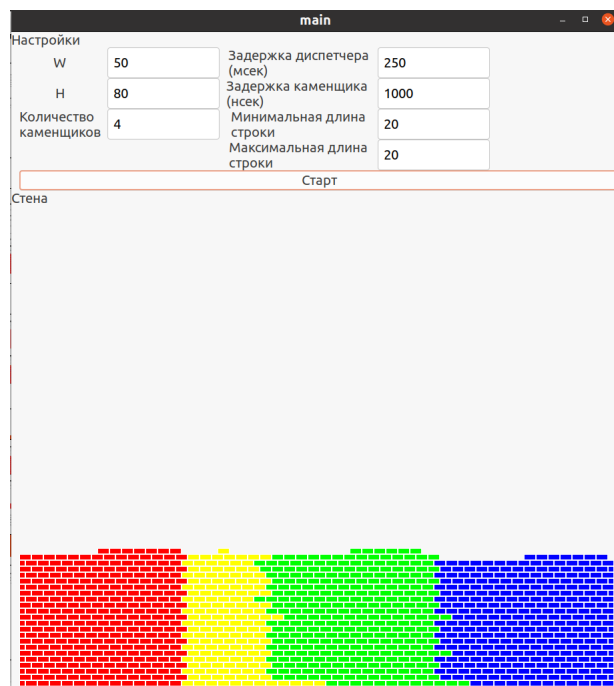 main
Настройки
W
50
Задержка диспетчера
(мсек)
250
H
80
Задержка каменщика
(нсек)
1000
Количество
каменщиков
4
Минимальная длина
строки
20
Максимальная длина
строки
20
Старт
Стена